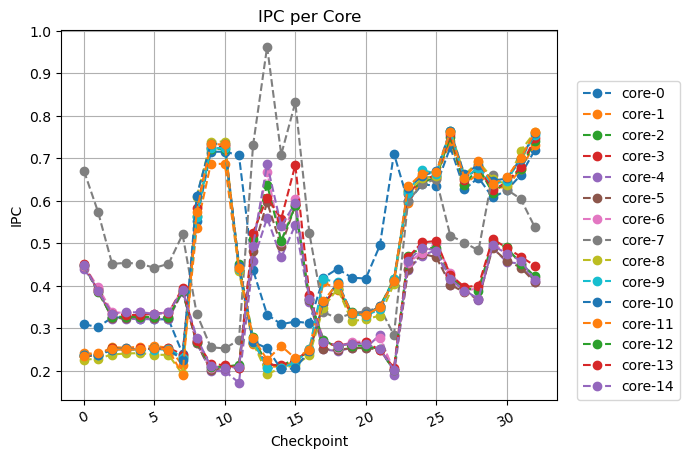 IPC per Core
1.0
0.9
0.8
0.7
0.6
0.5
0.4
0.3
0.2
IPC
0
5
10
15
20
25
30
Checkpoint
core-0
core-1
core-2
core-3
core-4
core-5
core-6
core-7
core-8
core-9
core-10
core-11
core-12
core-13
core-14